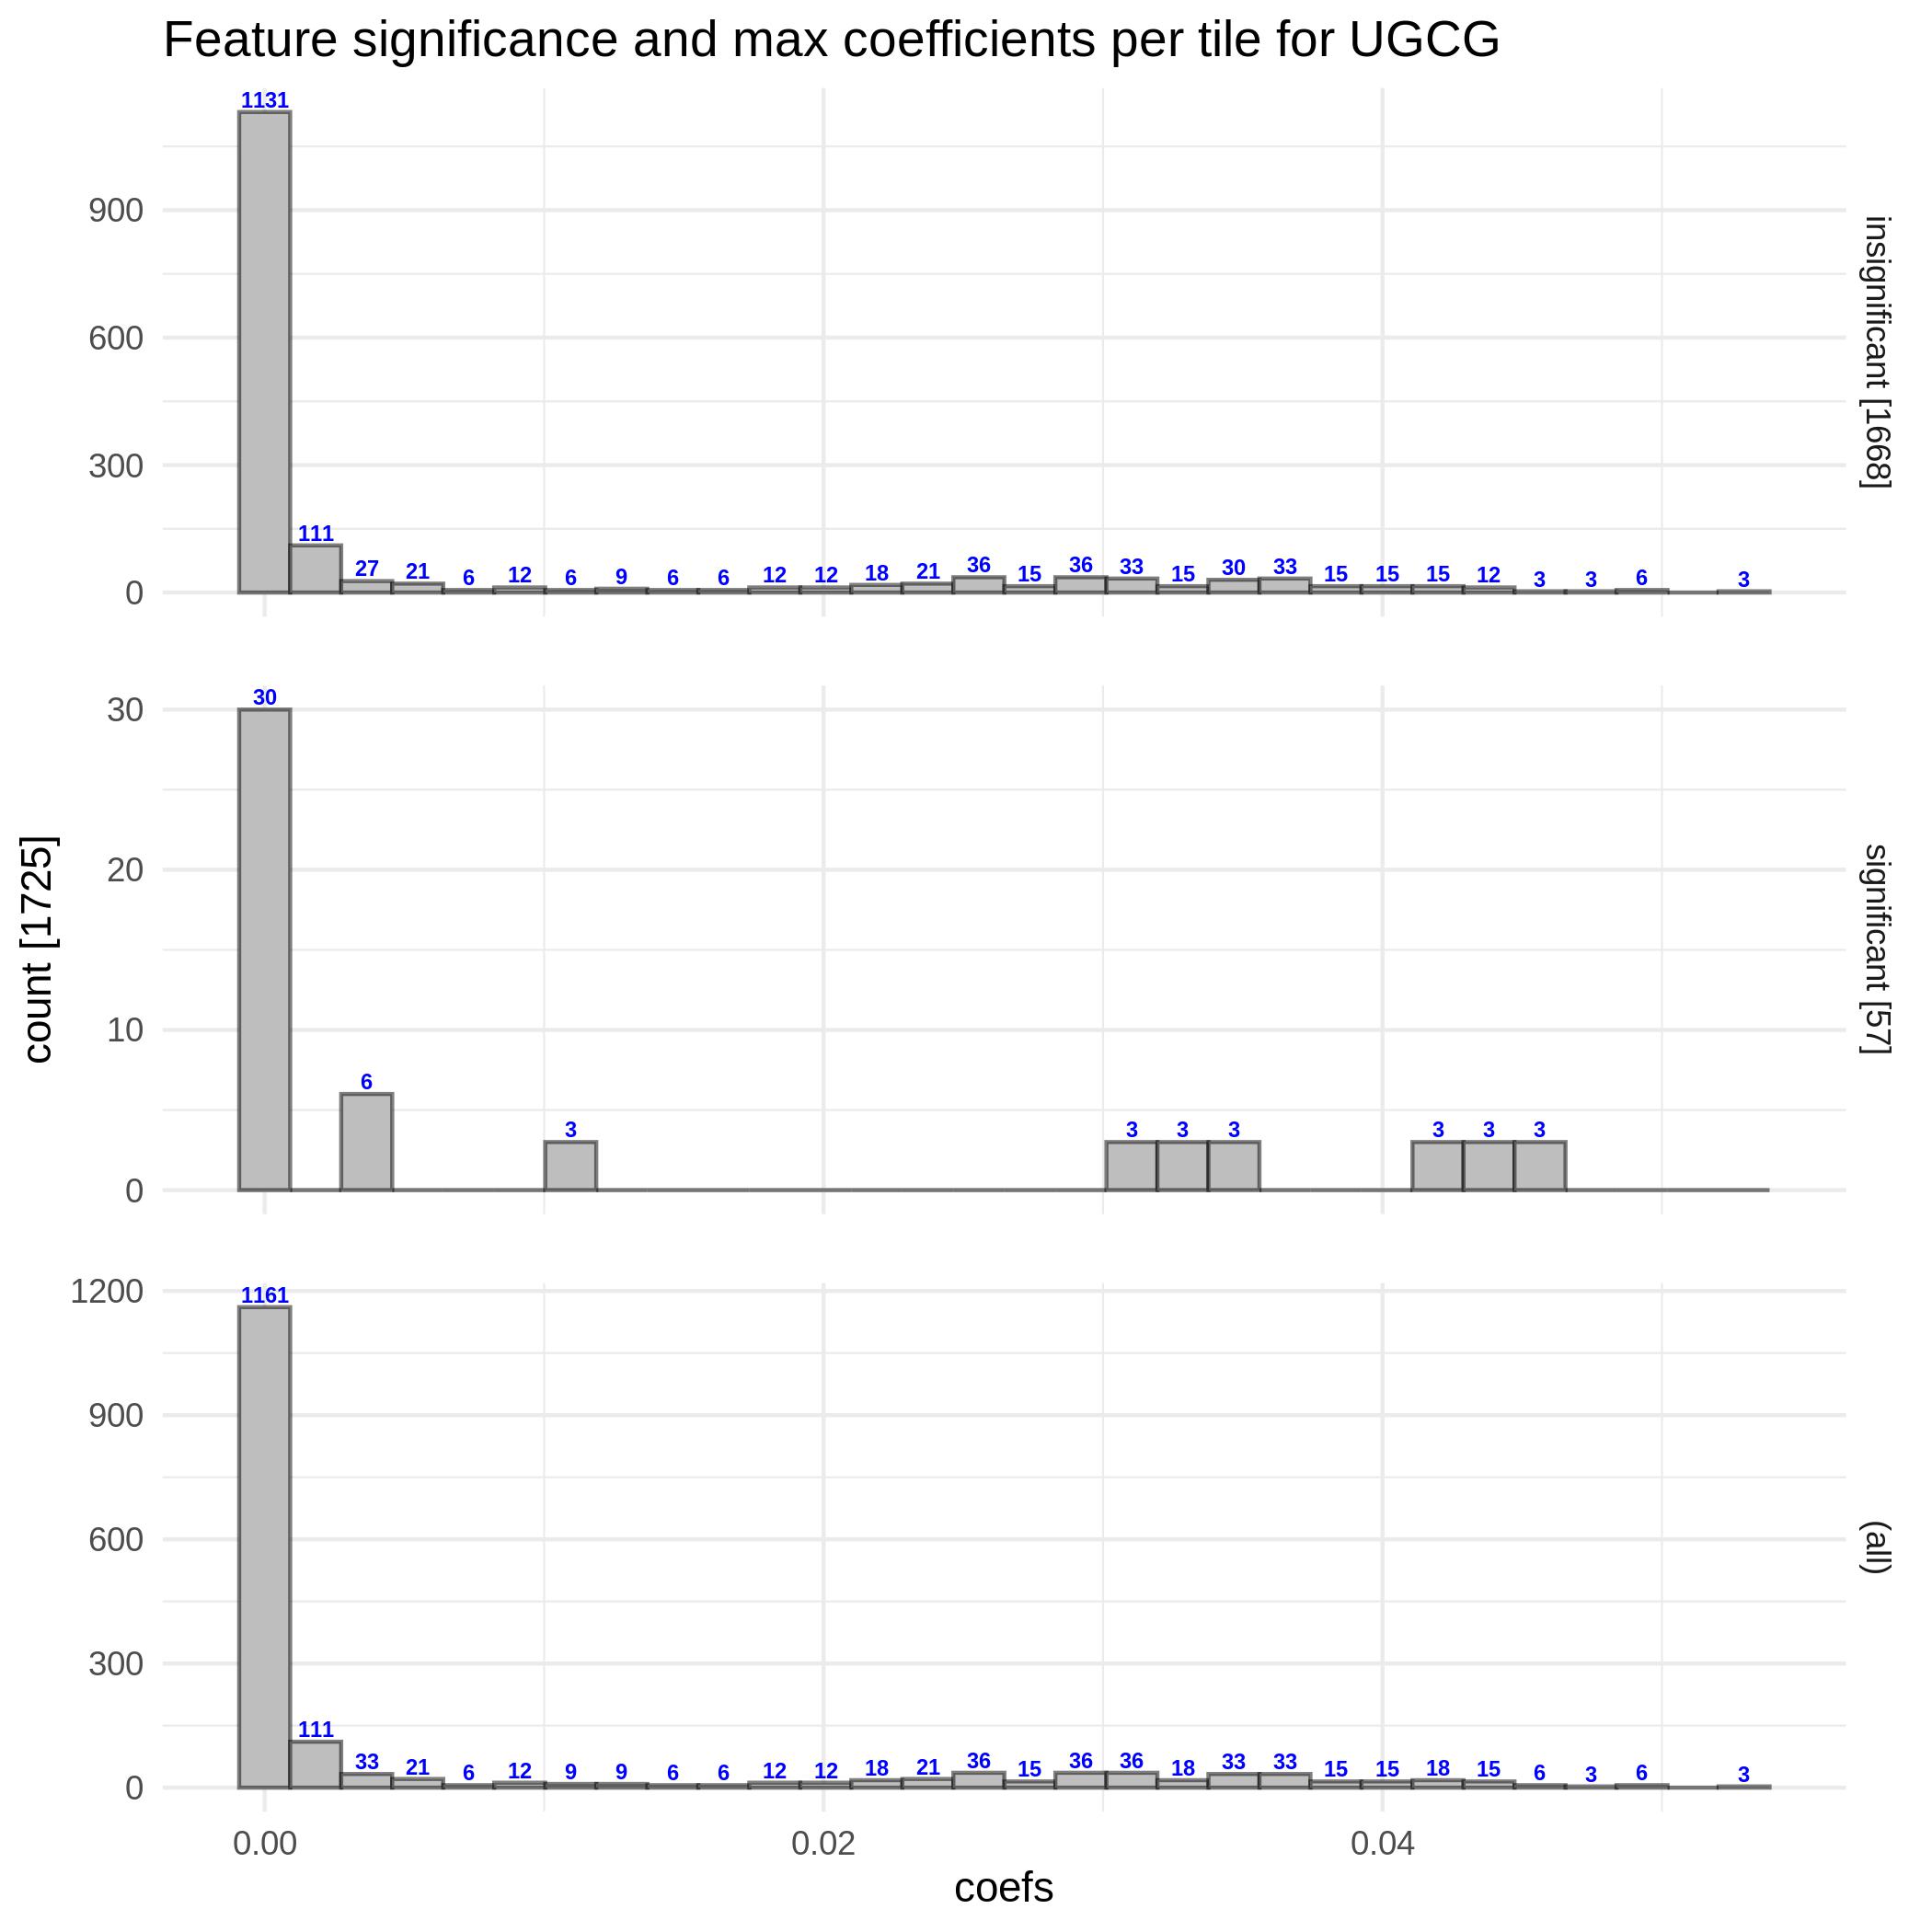 Feature significance and max coefficients per tile for UGCG
1131
900
600
300
0
111 27 21 6 12 6 9 6 6 12 12 18 21 36 15 36 33 15 30 33 15 15 15 12 3 3 6 3
insignificant [1668]
30
30
20
10
0
6 3 3 3 3 3 3 3
significant [57]
count [1725]
1200
1161
900
600
300
0
111 33 21 6 12 9 9 6 6 12 12 18 21 36 15 36 36 18 33 33 15 15 18 15 6 3 6 3
(all)
0.00 0.02 0.04
coefs